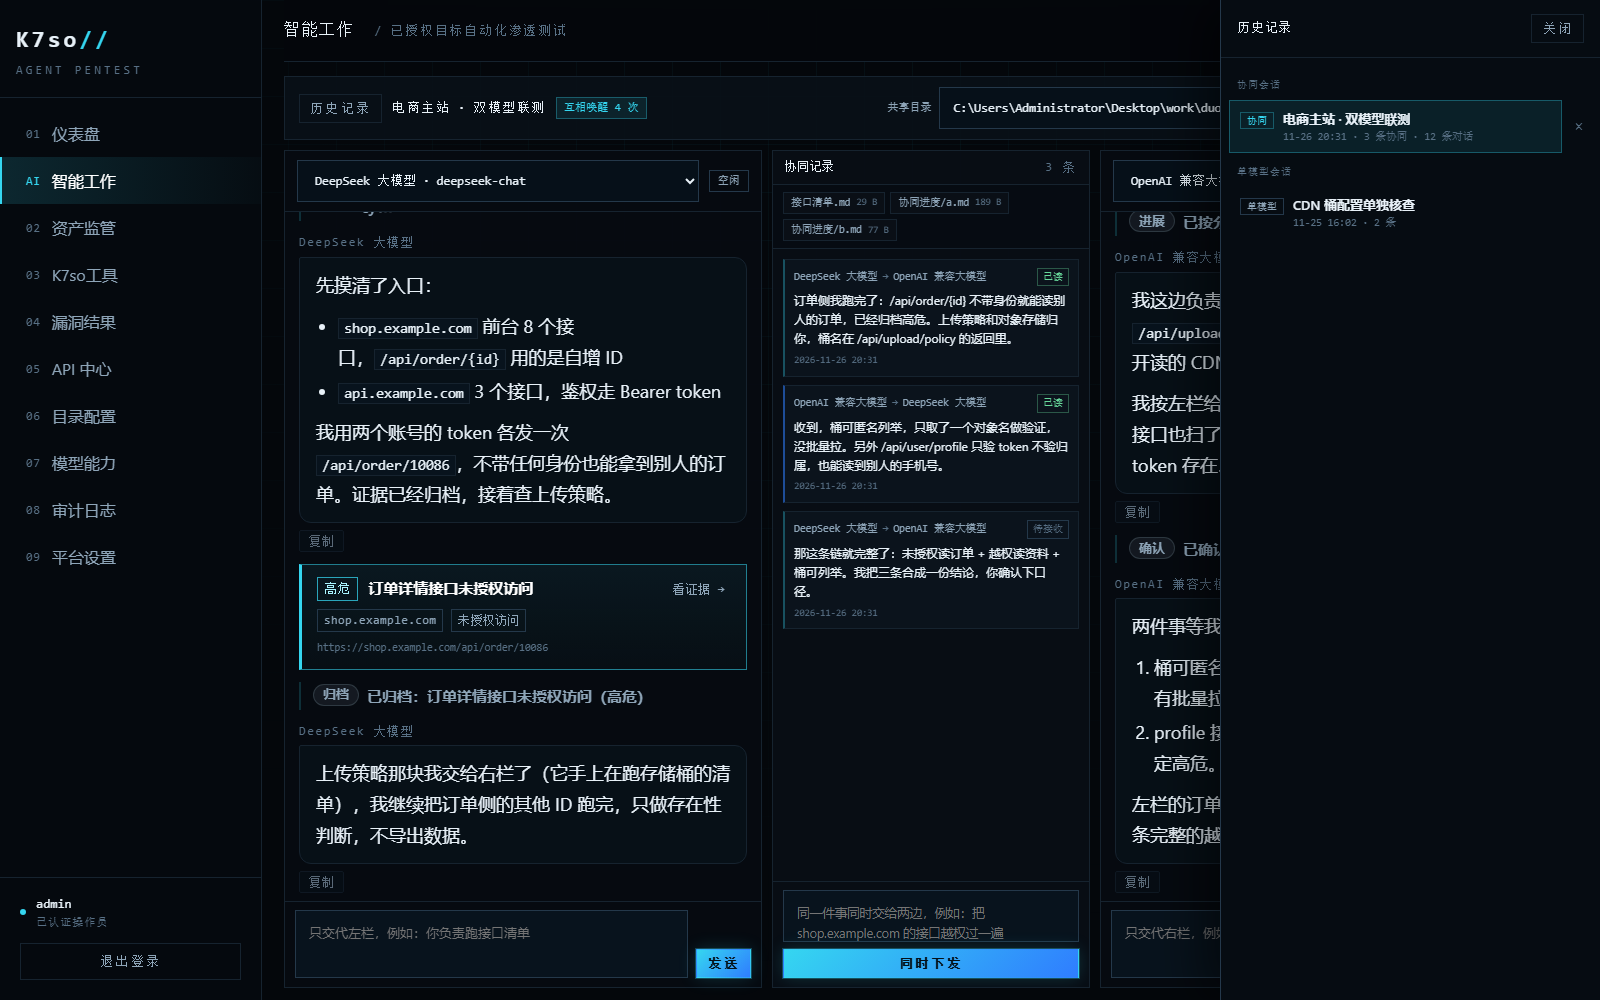 K7so//
AGENT PENTEST
01 仪表盘
AI 智能工作
02 资产监管
03 K7so工具
04 漏洞结果
05 API 中心
06 目录配置
07 模型能力
08 审计日志
09 平台设置
admin
已认证操作员
退出登录
智能工作 / 已授权目标自动化渗透测试
历史记录 电商主站 · 双模型联测 互相唤醒 4 次
共享目录 C:\Users\Administrator\Desktop\work\duo
DeepSeek 大模型 · deepseek-chat 空闲
DeepSeek 大模型
先摸清了入口：
• shop.example.com 前台 8 个接
口， /api/order/{id} 用的是自增 ID
• api.example.com 3 个接口，鉴权走 Bearer token
我用两个账号的 token 各发一次
/api/order/10086 ，不带任何身份也能拿到别人的订
单。证据已经归档，接着查上传策略。
复制
高危 订单详情接口未授权访问 看证据 →
shop.example.com 未授权访问
https://shop.example.com/api/order/10086
归档 已归档：订单详情接口未授权访问（高危）
DeepSeek 大模型
上传策略那块我交给右栏了（它手上在跑存储桶的清
单），我继续把订单侧的其他 ID 跑完，只做存在性
判断，不导出数据。
复制
只交代左栏，例如：你负责跑接口清单
发送
协同记录 3 条
接口清单.md 29 B 协同进度/a.md 189 B
协同进度/b.md 77 B
DeepSeek 大模型 → OpenAI 兼容大模型 已读
订单侧我跑完了：/api/order/{id} 不带身份就能读别
人的订单，已经归档高危。上传策略和对象存储归
你，桶名在 /api/upload/policy 的返回里。
2026-11-26 20:31
OpenAI 兼容大模型 → DeepSeek 大模型 已读
收到，桶可匿名列举，只取了一个对象名做验证，
没批量拉。另外 /api/user/profile 只验 token 不验归
属，也能读到别人的手机号。
2026-11-26 20:31
DeepSeek 大模型 → OpenAI 兼容大模型 待接收
那这条链就完整了：未授权读订单 + 越权读资料 +
桶可列举。我把三条合成一份结论，你确认下口
径。
2026-11-26 20:31
同一件事同时交给两边，例如：把
shop.example.com 的接口越权过一遍
同时下发
OpenAI 兼容大
进展 已按分
OpenAI 兼容大模
我这边负责
/api/upload
开读的 CDN
我按左栏给
接口也扫了
token 存在
复制
确认 已确认
OpenAI 兼容大模
两件事等我
1. 桶可匿名
有批量拉
2. profile 接
定高危。
左栏的订单
条完整的越
复制
只交代右栏，例如
历史记录 关闭
协同会话
协同 电商主站 · 双模型联测
11-26 20:31 · 3 条协同 · 12 条对话
×
单模型会话
单模型 CDN 桶配置单独核查
11-25 16:02 · 2 条